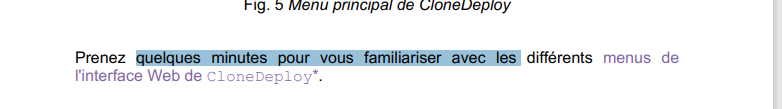 Fig. 5 Menu principal de CloneDeploy
Prenez quelques minutes pour vous familiariser avec les différents menus de
l'interface Web de CloneDeploy*.